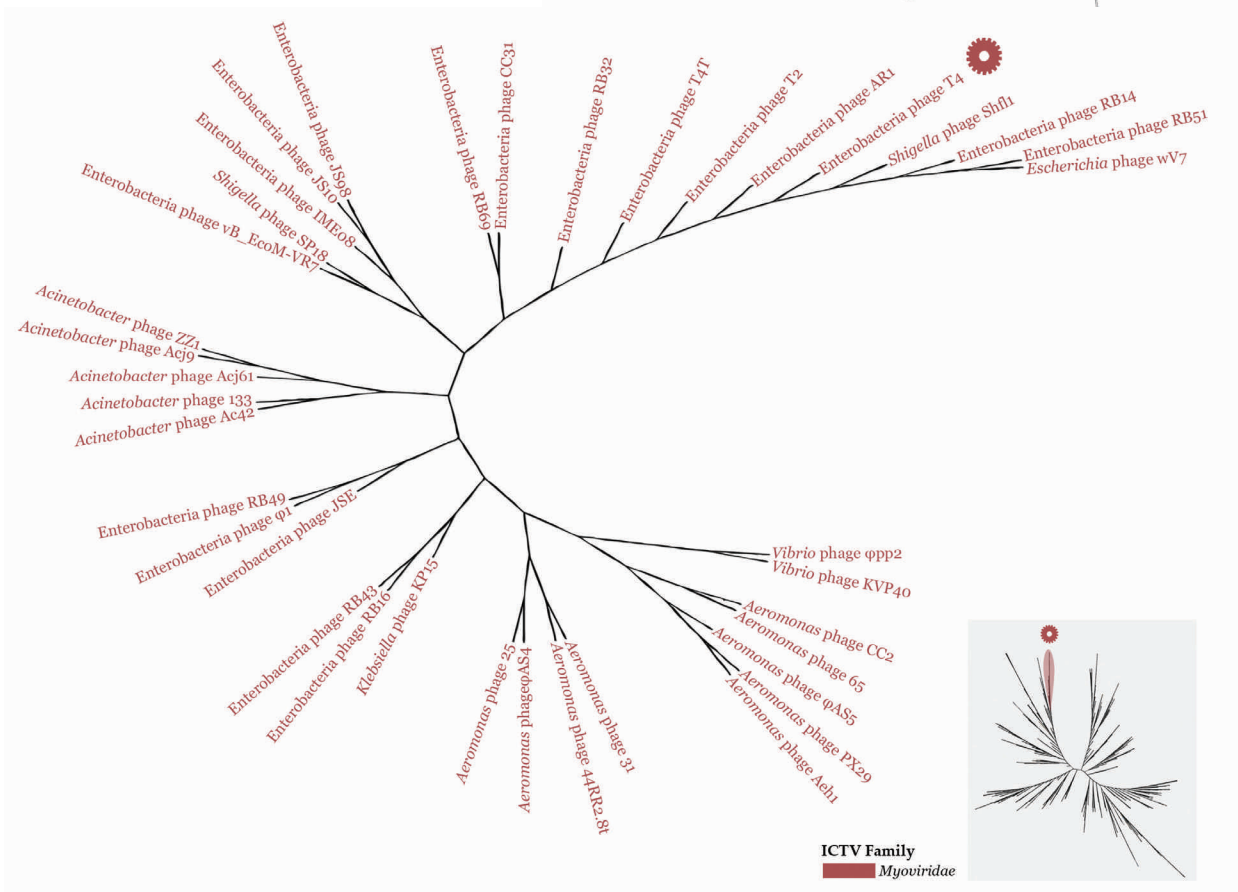 Enterobacteria phage JS98
Enterobacteria phage JS10
Enterobacteria phage IME08
Shigella phage SP18
Enterobacteria phage vB_EcoM-VR7
Enterobacteria phage RB69
Enterobacteria phage CC31
Enterobacteria phage RB32
Enterobacteria phage T4T
Enterobacteria phage T2
Enterobacteria phage AR1
Enterobacteria phage T4
Shigella phage Shfl1
Enterobacteria phage RB14
Enterobacteria phage RB51
Escherichia phage wV7
Acinetobacter phage ZZ1
Acinetobacter phage Acj9
Acinetobacter phage Acj61
Acinetobacter phage 133
Acinetobacter phage Ac42
Enterobacteria phage RB49
Enterobacteria phage φ1
Enterobacteria phage JSE
Enterobacteria phage RB43
Enterobacteria phage RB16
Klebsiella phage KP15
Aeromonas phage 25
Aeromonas phageφAS4
Aeromonas phage 44RR2.8t
Aeromonas phage 31
Vibrio phage φpp2
Vibrio phage KVP40
Aeromonas phage CC2
Aeromonas phage 65
Aeromonas phage φAS5
Aeromonas phage PX29
Aeromonas phage Aeh1
ICTV Family
Myoviridae